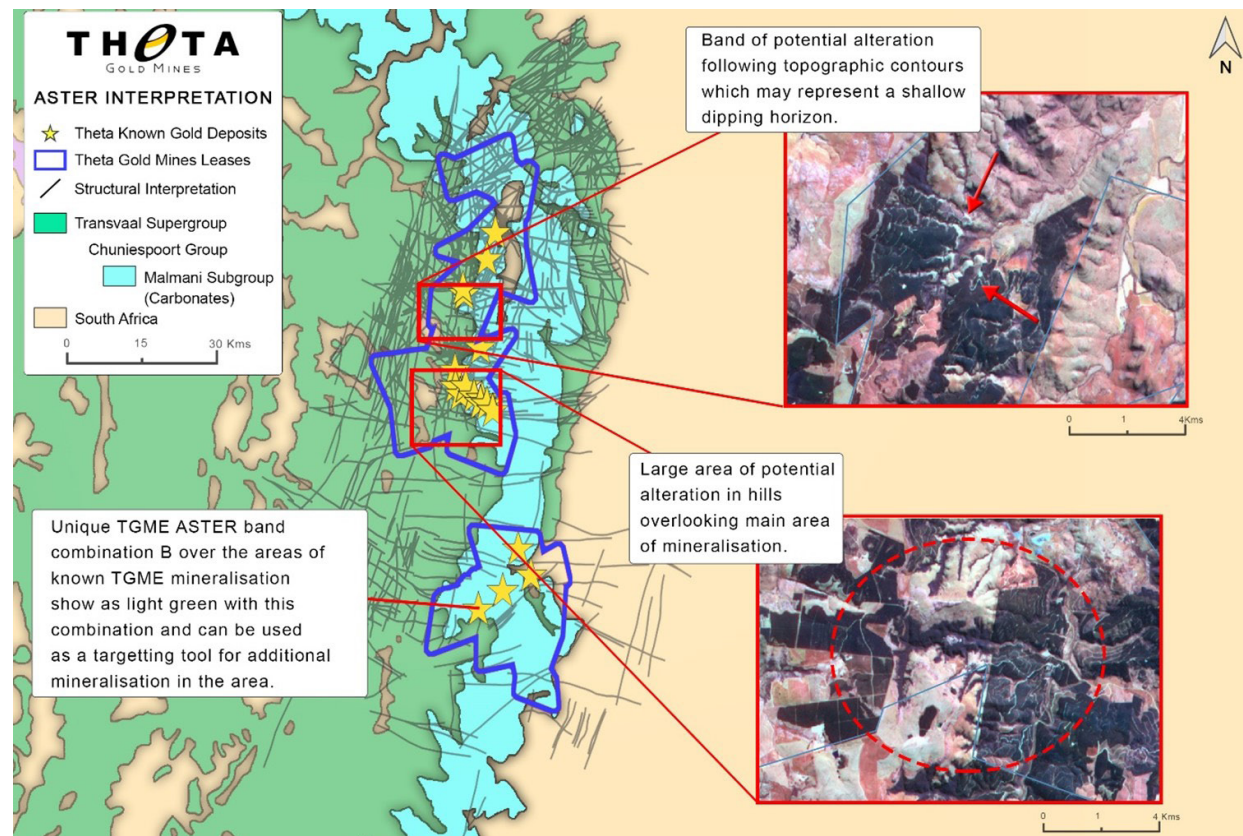 THETA
GOLD MINES
ASTER INTERPRETATION
Theta Known Gold Deposits
Theta Gold Mines Leases
Structural Interpretation
Transvaal Supergroup
Chuniespoort Group
Malmani Subgroup
(Carbonates)
South Africa
0 15 30 Kms
Band of potential alteration
following topographic contours
which may represent a shallow
dipping horizon.
N
0 1 4Kms
Large area of potential
alteration in hills
overlooking main area
of mineralisation.
Unique TGME ASTER band
combination B over the areas of
known TGME mineralisation
show as light green with this
combination and can be used
as a targetting tool for additional
mineralisation in the area.
0 1 4 Kms